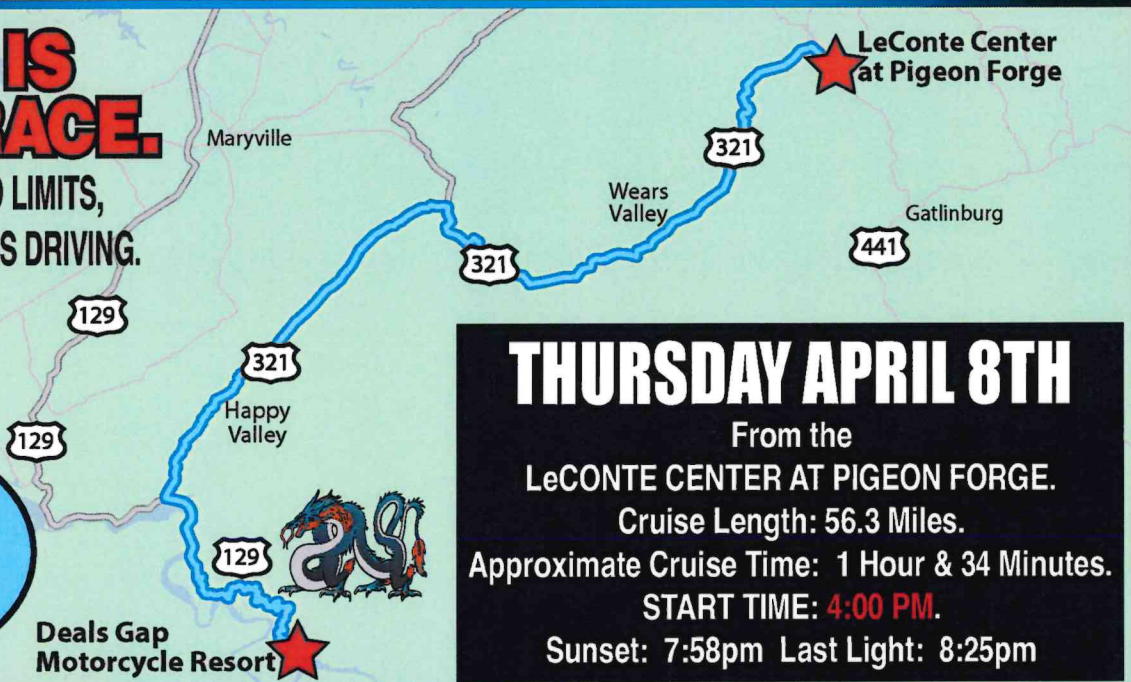 IS
RACE.
LIMITS,
DRIVING.
LeConte Center
at Pigeon Forge
Maryville
321
Wears
Valley
Gatlinburg
441
321
129
321
Happy
Valley
129
129
Deals Gap
Motorcycle Resort
THURSDAY APRIL 8TH
From the
LeCONTE CENTER AT PIGEON FORGE.
Cruise Length: 56.3 Miles.
Approximate Cruise Time: 1 Hour & 34 Minutes.
START TIME: 4:00 PM.
Sunset: 7:58pm Last Light: 8:25pm